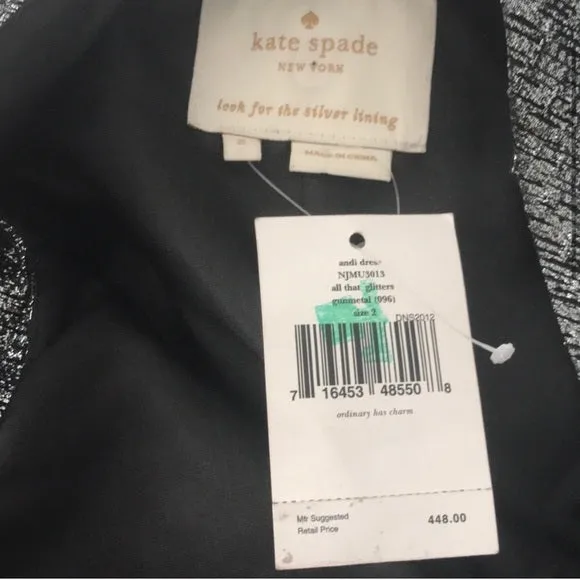 kate spade
NEW YORK
look for the silver lining
MADE IN CHINA
andi dress
NJMU3013
all that glitters
gunmetal (096)
size 2
DNS2012
7 16453 48550 8
ordinary has charm
Mfr Suggested
Retail Price
448.00